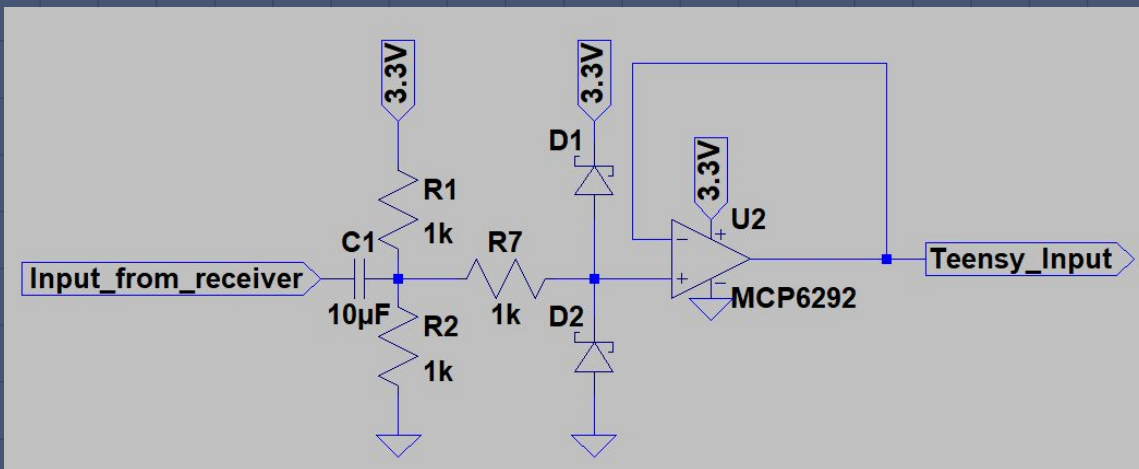 3.3V
3.3V
D1
3.3V
R1
1k
U2
C1
R7
Input_from_receiver
Teensy_Input
10µF
R2
1k
1k
D2
MCP6292